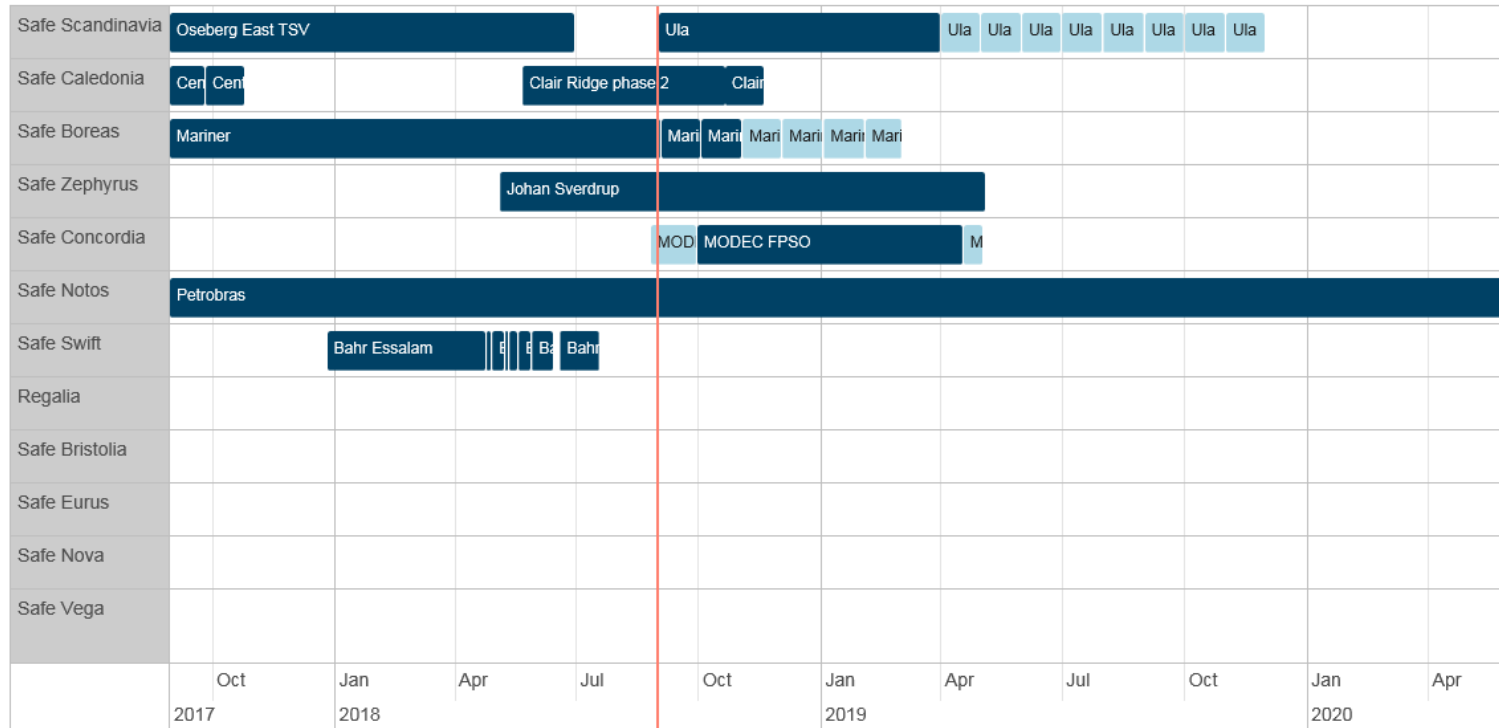 Safe Scandinavia Oseberg East TSV Ula Ula Ula Ula Ula Ula Ula Ula Ula
Safe Caledonia Cen Cent Clair Ridge phase 2 Clair
Safe Boreas Mariner Mari Marin Mari Marin Marin Mari
Safe Zephyrus Johan Sverdrup
Safe Concordia MOD MODEC FPSO M
Safe Notos Petrobras
Safe Swift Bahr Essalam E E Ba Bahr
Regalia
Safe Bristolia
Safe Eurus
Safe Nova
Safe Vega
Oct Jan Apr Jul Oct Jan Apr Jul Oct Jan Apr
2017 2018 2019 2020